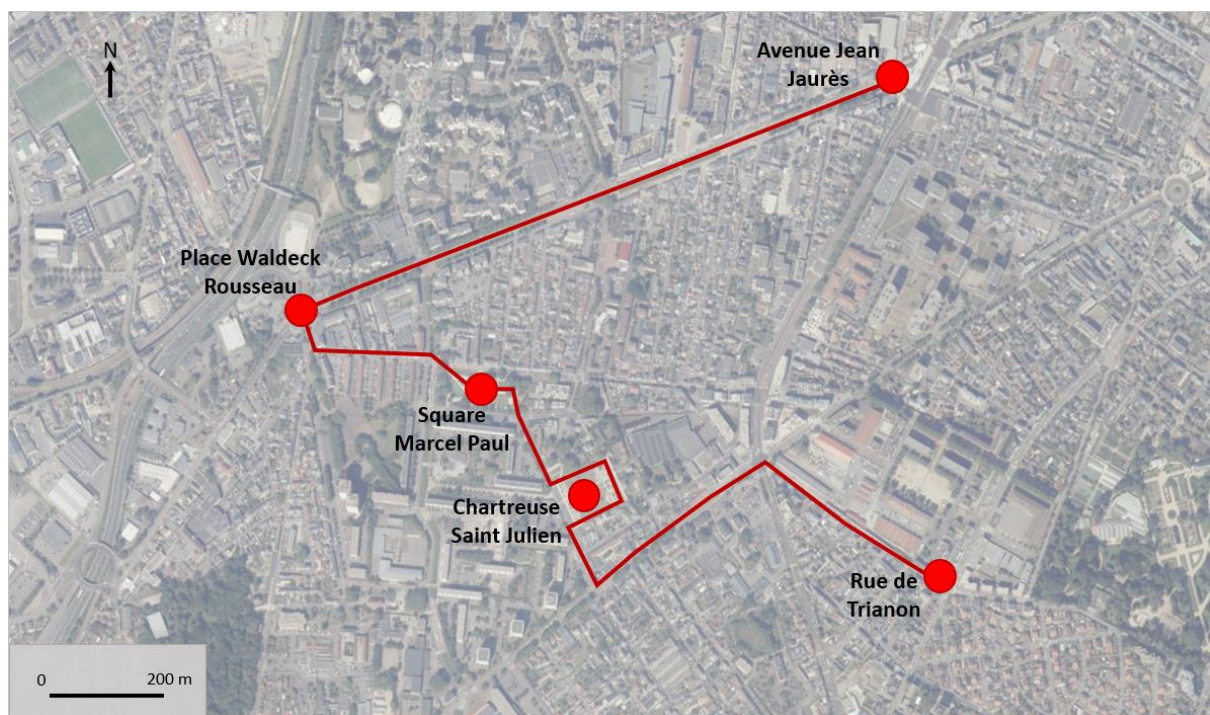 N
Avenue Jean
Jaurès
Place Waldeck
Rousseau
Square
Marcel Paul
Chartreuse
Saint Julien
Rue de
Trianon
0 200 m